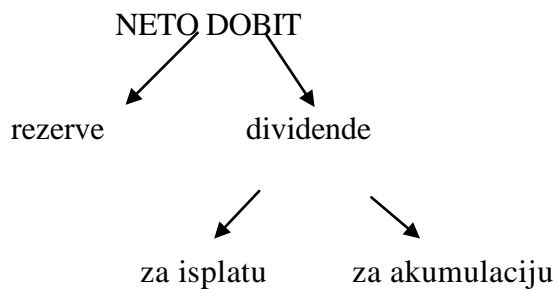 NETO DOBIT
rezerve dividende
za isplatu za akumulaciju